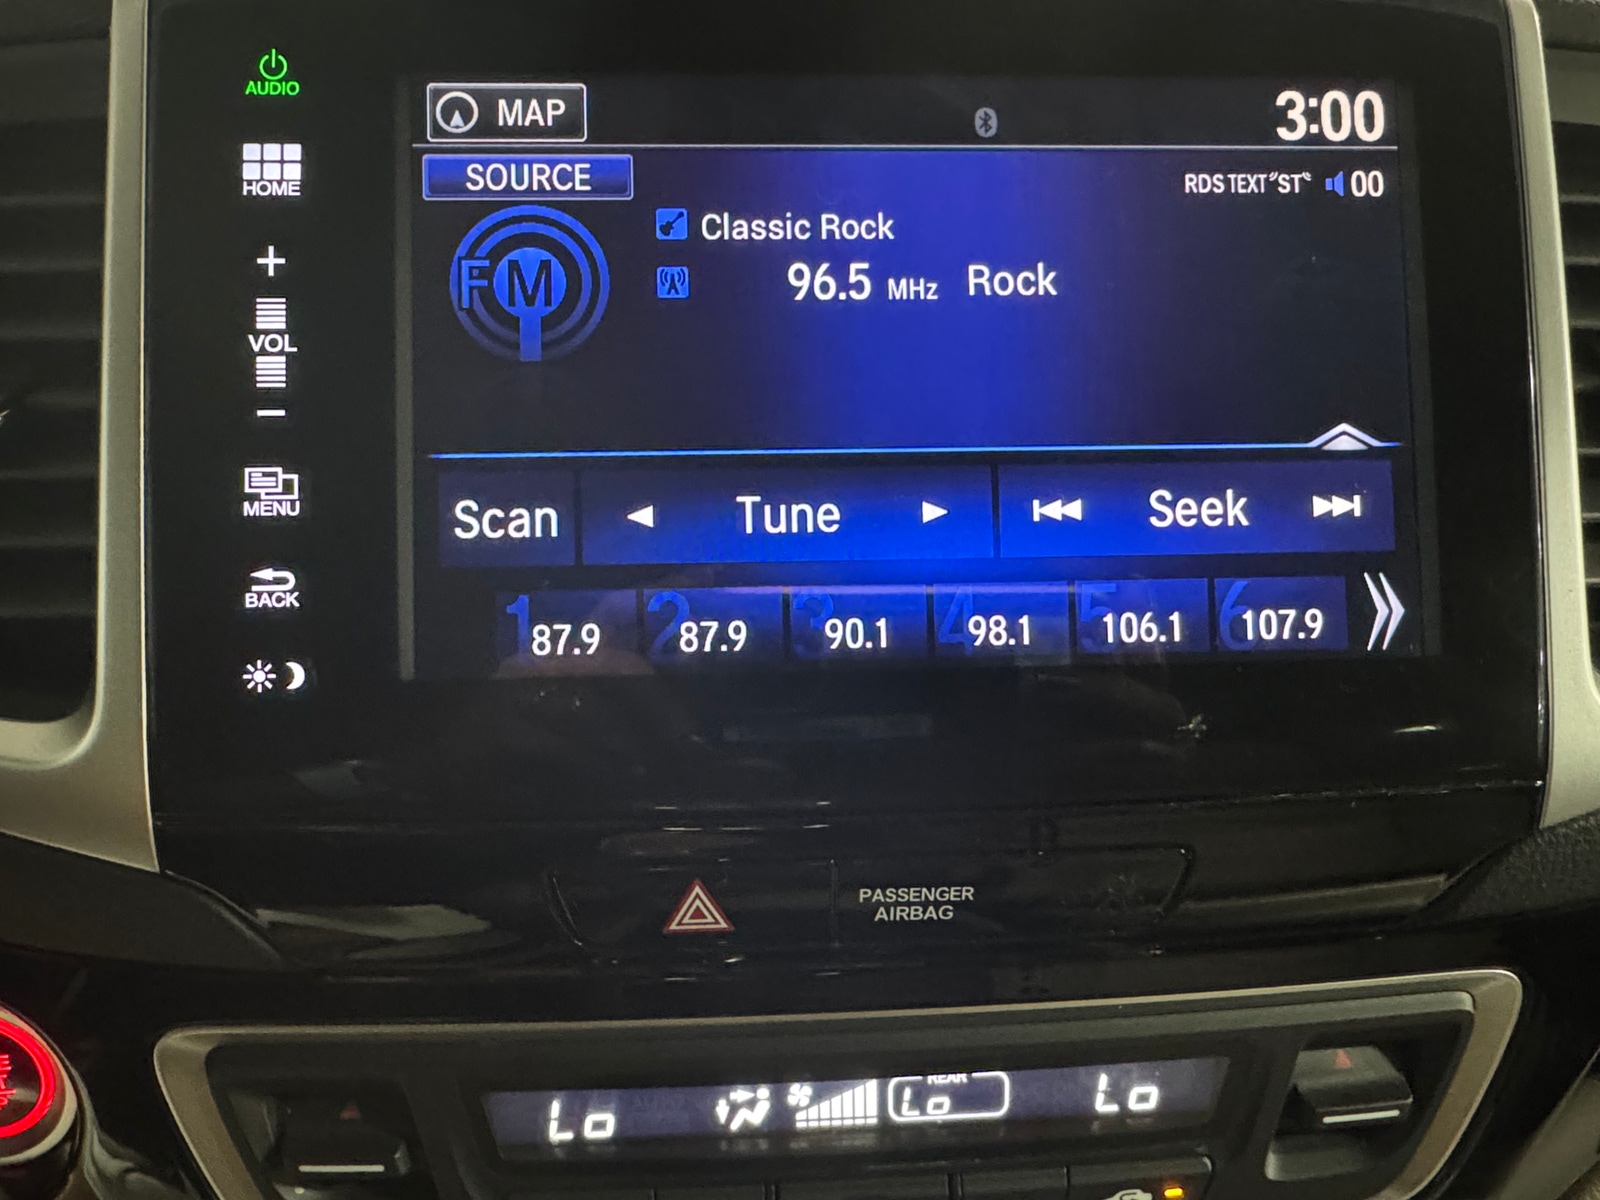 AUDIO
MAP
3:00
SOURCE
RDS TEXT "ST" 00
HOME
FM
Classic Rock
96.5 MHz Rock
+
VOL
−
MENU
Scan
Tune
Seek
BACK
1 87.9
2 87.9
3 90.1
4 98.1
5 106.1
6 107.9
PASSENGER
AIRBAG
REAR
Lo
Lo
Lo